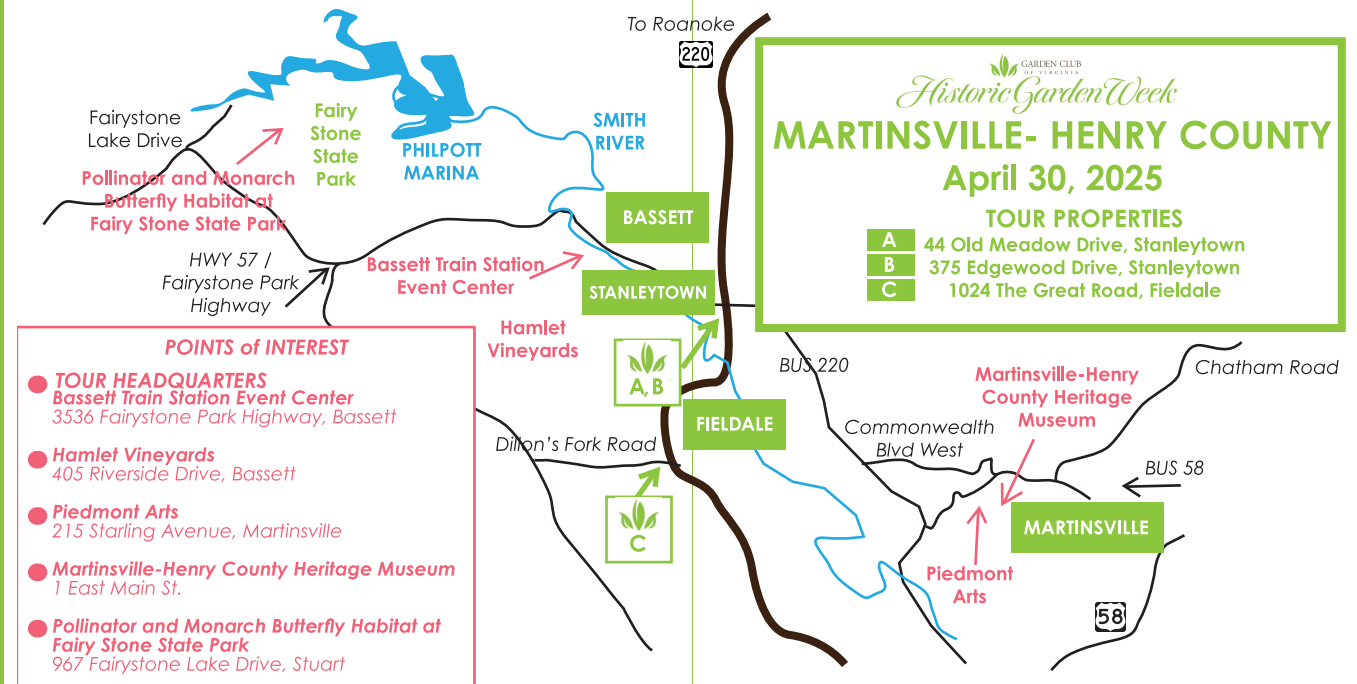 To Roanoke
220
GARDEN CLUB
OF VIRGINIA
Historic Garden Week
MARTINSVILLE- HENRY COUNTY
April 30, 2025
TOUR PROPERTIES
A 44 Old Meadow Drive, Stanleytown
B 375 Edgewood Drive, Stanleytown
C 1024 The Great Road, Fieldale
Fairystone
Lake Drive
Fairy
Stone
State
Park
PHILPOTT
MARINA
SMITH
RIVER
Pollinator and Monarch
Butterfly Habitat at
Fairy Stone State Park
BASSETT
HWY 57 /
Fairystone Park
Highway
Bassett Train Station
Event Center
STANLEYTOWN
Hamlet
Vineyards
A, B
BUS 220
FIELDALE
Dillon's Fork Road
C
Commonwealth
Blvd West
Martinsville-Henry
County Heritage
Museum
Chatham Road
BUS 58
MARTINSVILLE
Piedmont
Arts
58
POINTS of INTEREST
TOUR HEADQUARTERS
Bassett Train Station Event Center
3536 Fairystone Park Highway, Bassett
Hamlet Vineyards
405 Riverside Drive, Bassett
Piedmont Arts
215 Starling Avenue, Martinsville
Martinsville-Henry County Heritage Museum
1 East Main St.
Pollinator and Monarch Butterfly Habitat at
Fairy Stone State Park
967 Fairystone Lake Drive, Stuart